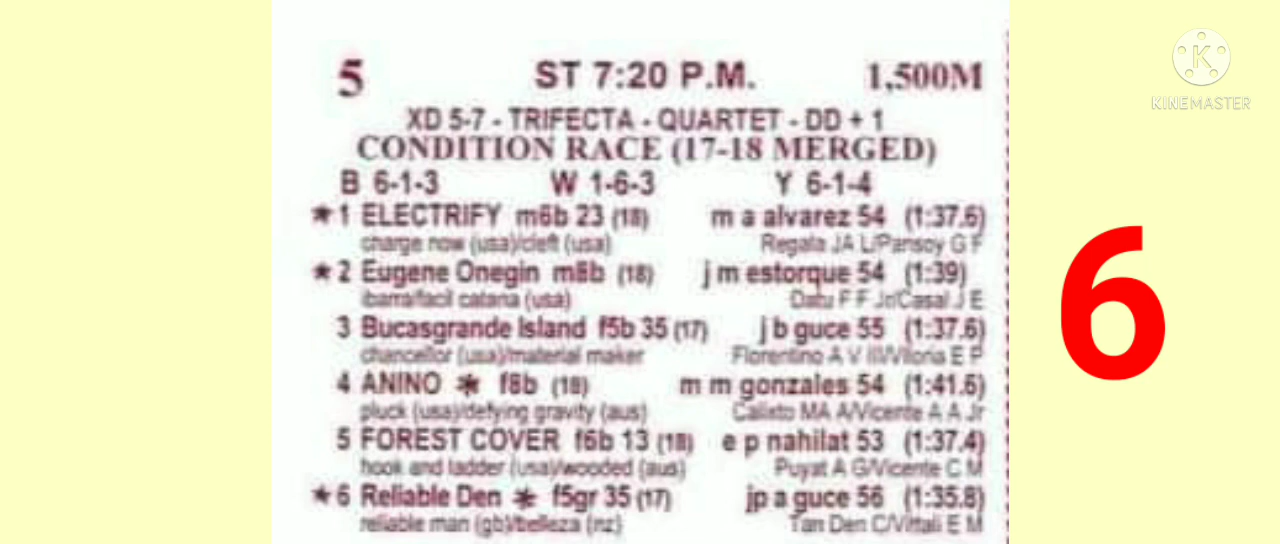 5 ST 7:20 P.M. 1,500M
XD 5-7 - TRIFECTA - QUARTET - DD + 1
CONDITION RACE (17-18 MERGED)
B 6-1-3 W 1-6-3 Y 6-1-4
★1 ELECTRIFY m6b 23 (18) m a alvarez 54 (1:37.6)
charge now (usa)/cleft (usa) Regala JA L/Pansoy G F
★2 Eugene Onegin m8b (18) j m estorque 54 (1:39)
ibarra/facil catana (usa) Datu F F Jr/Casal J E
3 Bucasgrande Island f5b 35 (17) j b guce 55 (1:37.6)
chancellor (usa)/material maker Florentino A V III/Viloria E P
4 ANINO ✱ f8b (18) m m gonzales 54 (1:41.6)
pluck (usa)/defying gravity (aus) Calixto MA A/Vicente A A Jr
5 FOREST COVER f6b 13 (18) e p nahilat 53 (1:37.4)
hook and ladder (usa)/wooded (aus) Puyat A G/Vicente C M
★6 Reliable Den ✱ f5gr 35 (17) jp a guce 56 (1:35.8)
reliable man (gb)/belleza (nz) Tan Den C/Vittali E M
6
K
KINEMASTER